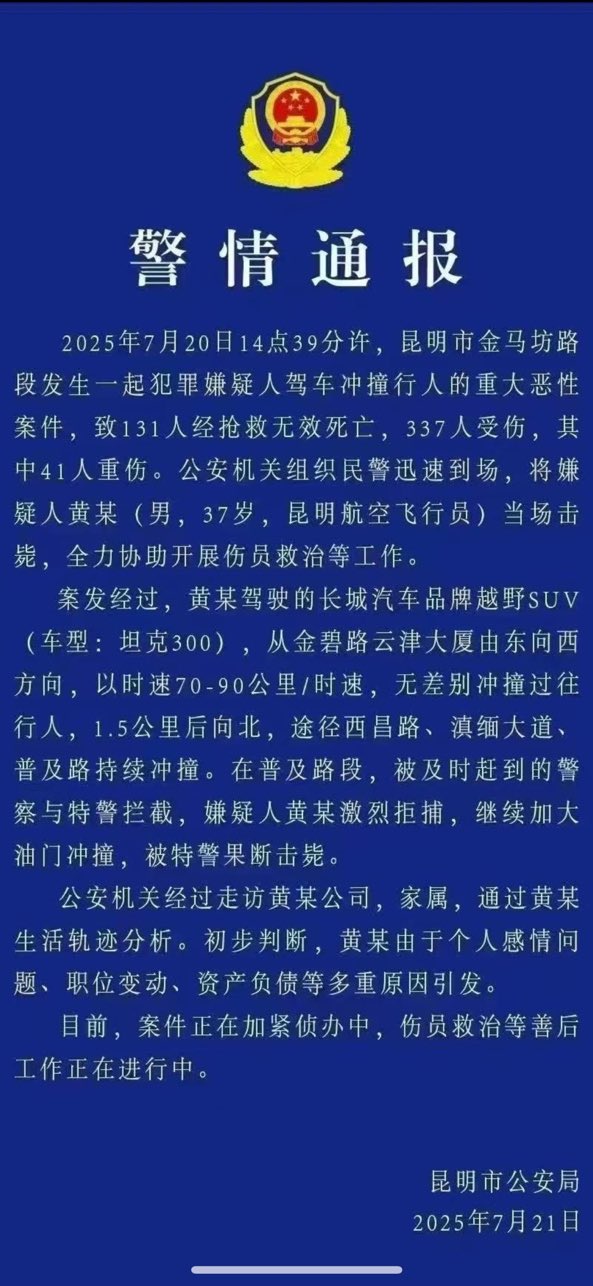 警情通报
2025年7月20日14点39分许，昆明市金马坊路
段发生一起犯罪嫌疑人驾车冲撞行人的重大恶性
案件，致131人经抢救无效死亡，337人受伤，其
中41人重伤。公安机关组织民警迅速到场，将嫌
疑人黄某（男，37岁，昆明航空飞行员）当场击
毙，全力协助开展伤员救治等工作。
案发经过，黄某驾驶的长城汽车品牌越野SUV
（车型：坦克300），从金碧路云津大厦由东向西
方向，以时速70-90公里/时速，无差别冲撞过往
行人，1.5公里后向北，途径西昌路、滇缅大道、
普及路持续冲撞。在普及路段，被及时赶到的警
察与特警拦截，嫌疑人黄某激烈拒捕，继续加大
油门冲撞，被特警果断击毙。
公安机关经过走访黄某公司，家属，通过黄某
生活轨迹分析。初步判断，黄某由于个人感情问
题、职位变动、资产负债等多重原因引发。
目前，案件正在加紧侦办中，伤员救治等善后
工作正在进行中。
昆明市公安局
2025年7月21日